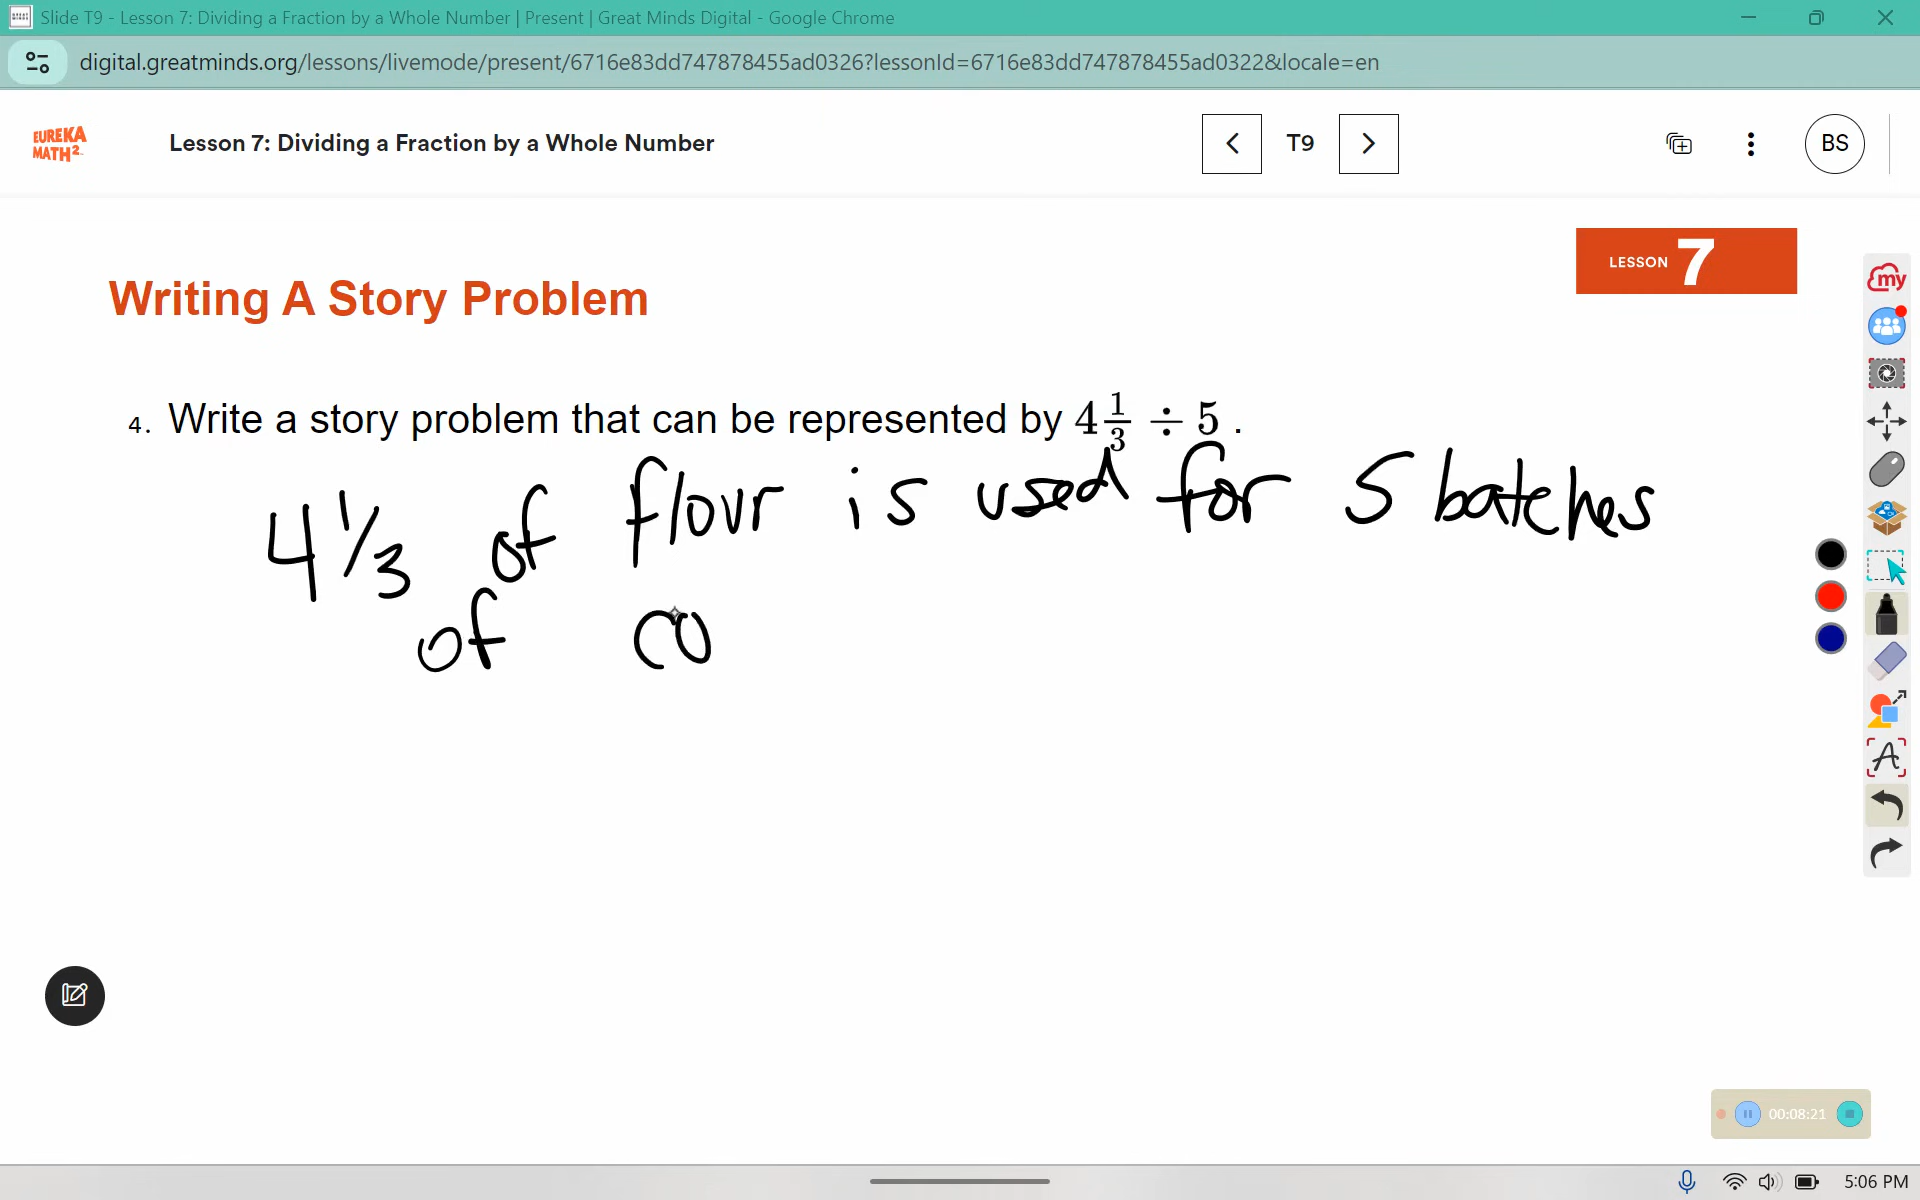 Slide T9 - Lesson 7: Dividing a Fraction by a Whole Number | Present | Great Minds Digital - Google Chrome
digital.greatminds.org/lessons/livemode/present/6716e83dd747878455ad0326?lessonId=6716e83dd747878455ad0322&locale=en
EUREKA
MATH²
Lesson 7: Dividing a Fraction by a Whole Number
T9
BS
LESSON 7
Writing A Story Problem
4. Write a story problem that can be represented by 4 1/3 ÷ 5 .
4 1/3 of flour is used for 5 batches
of co
my
A
00:08:21
5:06 PM